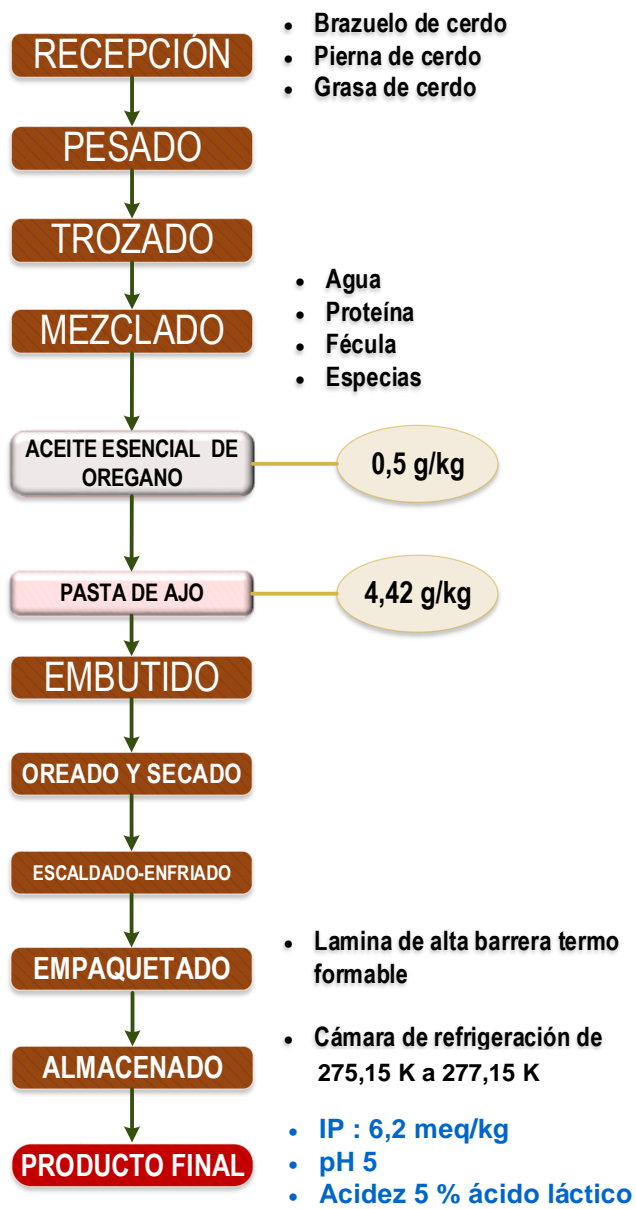 RECEPCIÓN
• Brazuelo de cerdo
• Pierna de cerdo
• Grasa de cerdo
PESADO
TROZADO
MEZCLADO
• Agua
• Proteína
• Fécula
• Especias
ACEITE ESENCIAL DE
OREGANO
0,5 g/kg
PASTA DE AJO
4,42 g/kg
EMBUTIDO
OREADO Y SECADO
ESCALDADO-ENFRIADO
EMPAQUETADO
• Lamina de alta barrera termo
formable
ALMACENADO
• Cámara de refrigeración de
275,15 K a 277,15 K
PRODUCTO FINAL
• IP : 6,2 meq/kg
• pH 5
• Acidez 5 % ácido láctico